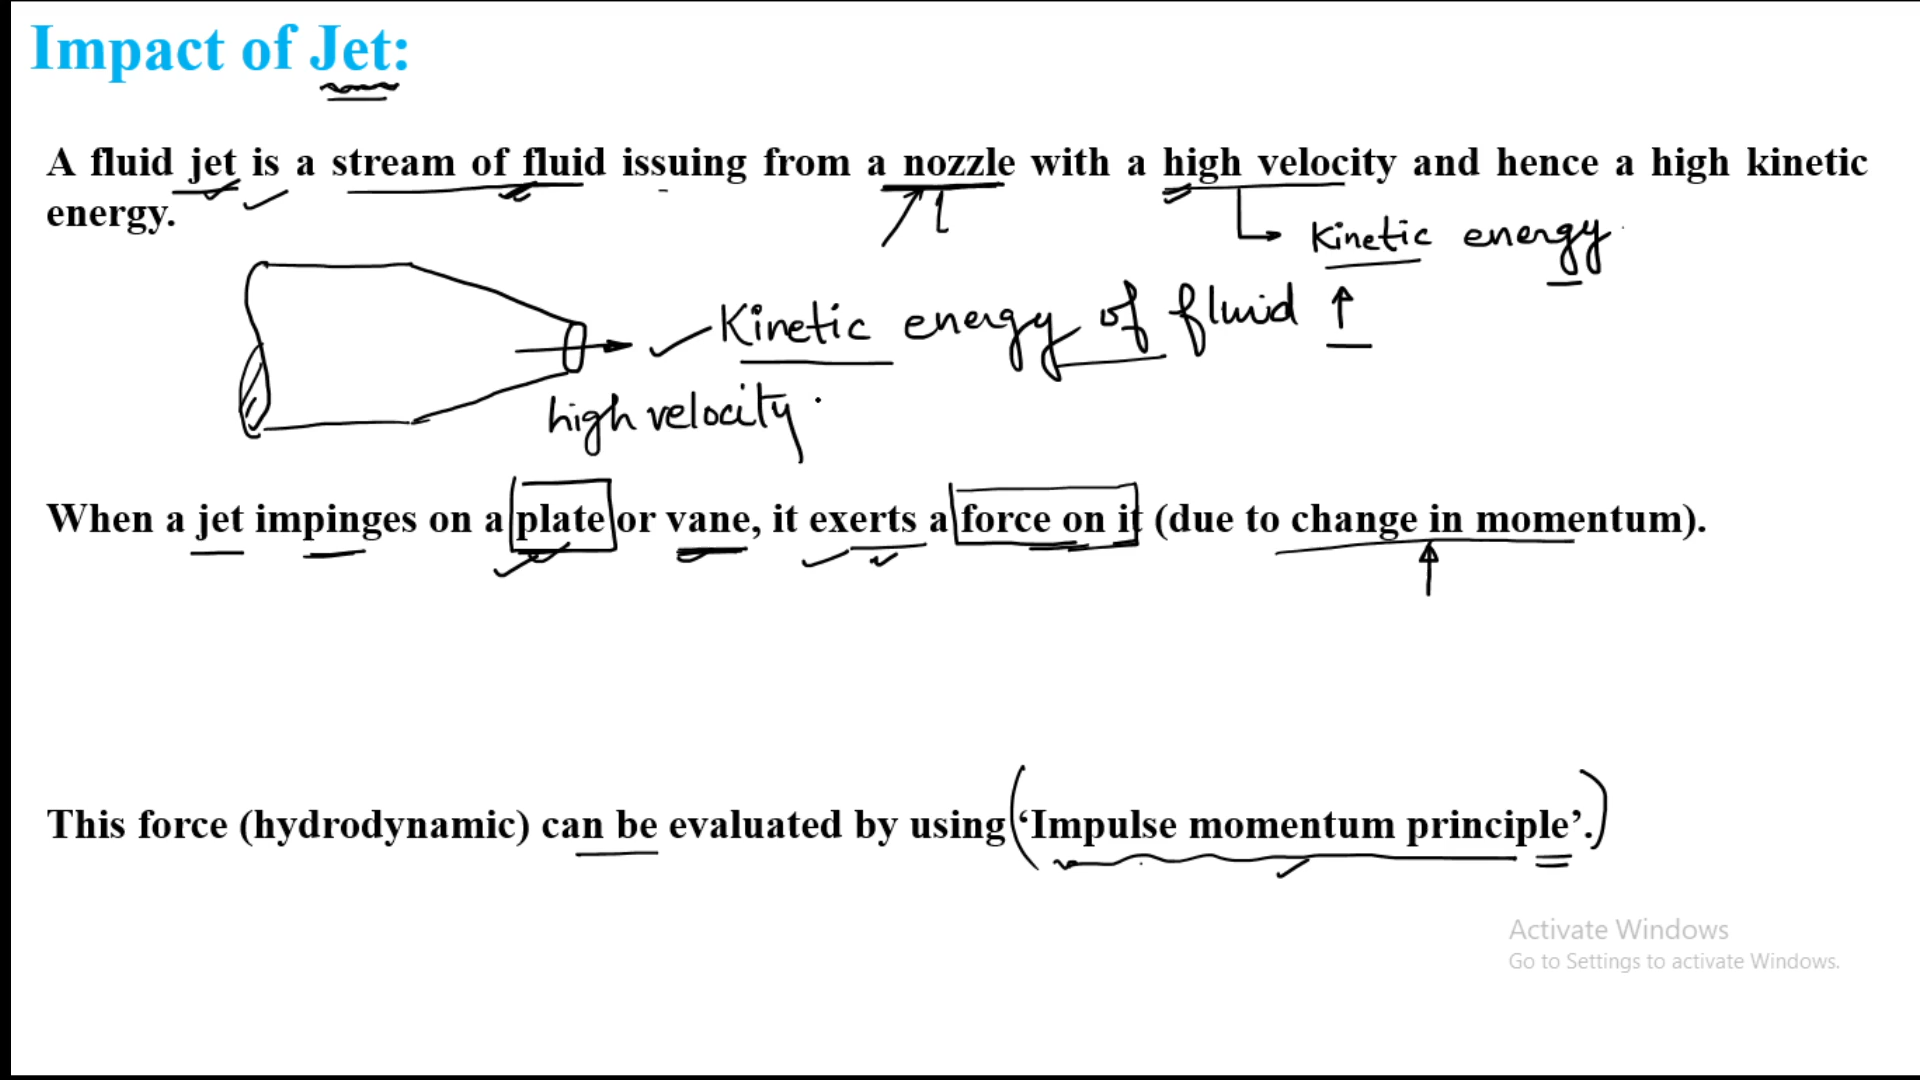 Impact of Jet:
A fluid jet is a stream of fluid issuing from a nozzle with a high velocity and hence a high kinetic
energy.
Kinetic energy
Kinetic energy of fluid ↑
high velocity
When a jet impinges on a plate or vane, it exerts a force on it (due to change in momentum).
This force (hydrodynamic) can be evaluated by using ‘Impulse momentum principle’.
Activate Windows
Go to Settings to activate Windows.